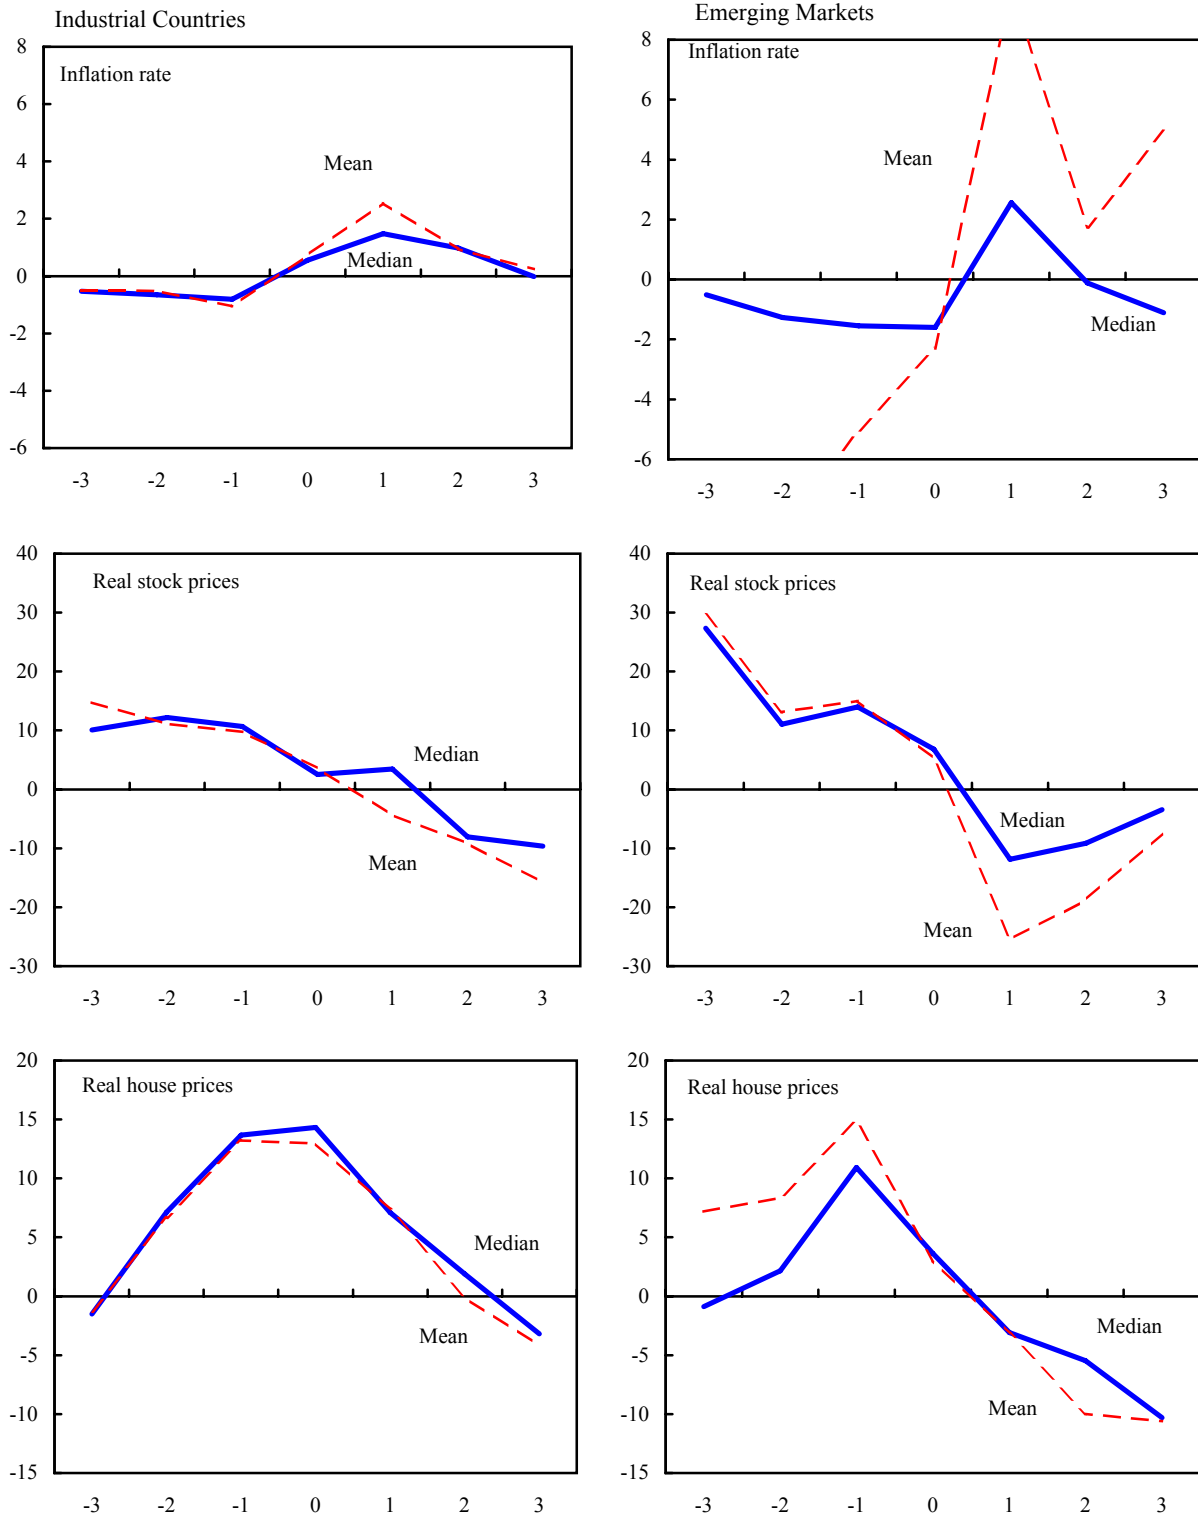 Industrial Countries
8
Inflation rate
6
4
Mean
2
Median
0
-2
-4
-6
-3 -2 -1 0 1 2 3
Emerging Markets
8
Inflation rate
6
4
Mean
2
0
Median
-2
-4
-6
-3 -2 -1 0 1 2 3
40
Real stock prices
30
20
10
Median
0
Mean
-10
-20
-30
-3 -2 -1 0 1 2 3
40
Real stock prices
30
20
10
0
Median
-10
-20
Mean
-30
-3 -2 -1 0 1 2 3
20
Real house prices
15
10
5
Median
0
Mean
-5
-10
-15
-3 -2 -1 0 1 2 3
20
Real house prices
15
10
5
0
Median
-5
Mean
-10
-15
-3 -2 -1 0 1 2 3